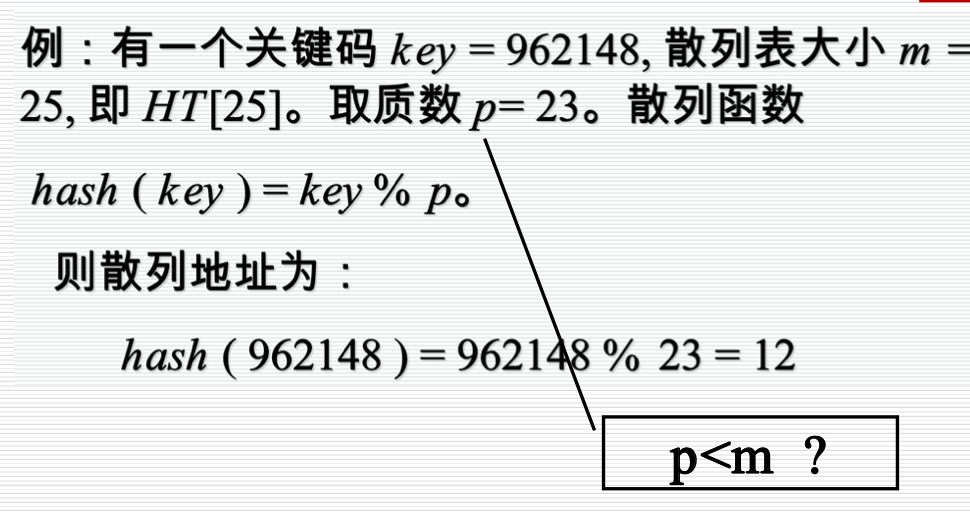 例：有一个关键码 key = 962148, 散列表大小 m =
25, 即 HT[25]。取质数 p= 23。散列函数
hash ( key ) = key % p。
则散列地址为：
hash ( 962148 ) = 962148 % 23 = 12
p<m ?